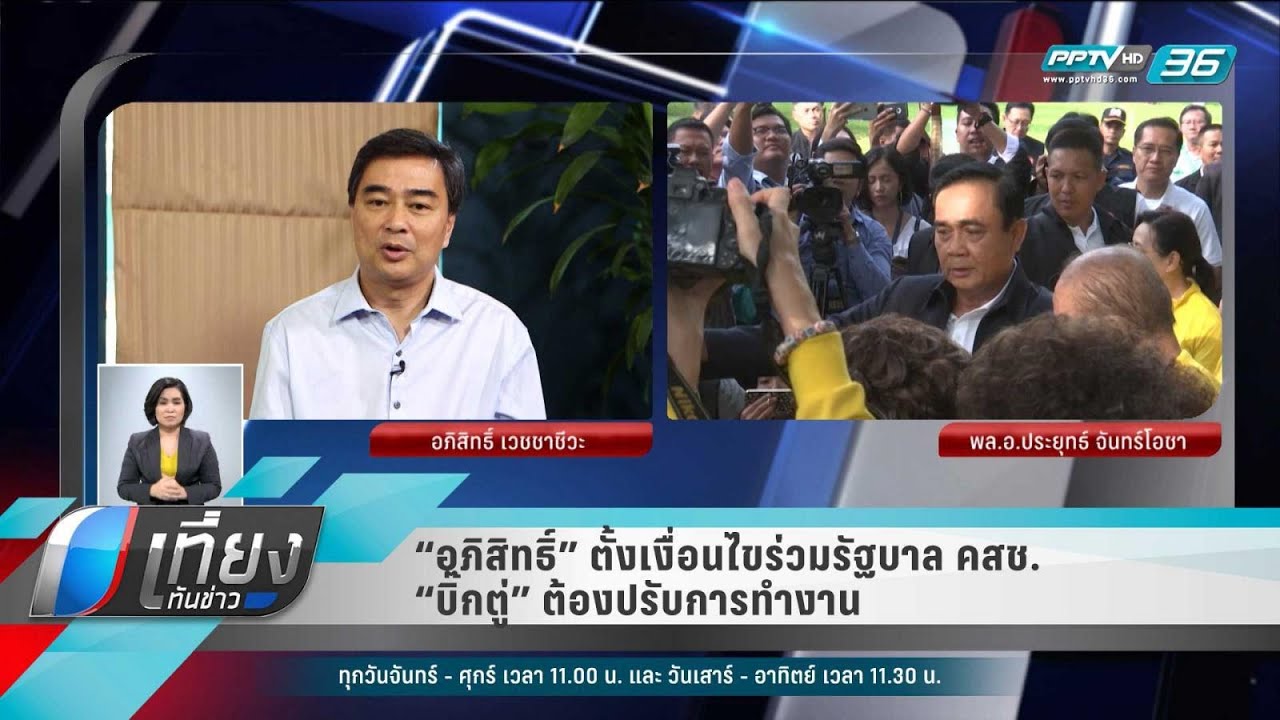 PPTV HD 36
www.pptvhd36.com
อภิสิทธิ์ เวชชาชีวะ
พล.อ.ประยุทธ์ จันทร์โอชา
เที่ยง
ทันข่าว
“อภิสิทธิ์” ตั้งเงื่อนไขร่วมรัฐบาล คสช.
“บิ๊กตู่” ต้องปรับการทำงาน
ทุกวันจันทร์ - ศุกร์ เวลา 11.00 น. และ วันเสาร์ - อาทิตย์ เวลา 11.30 น.